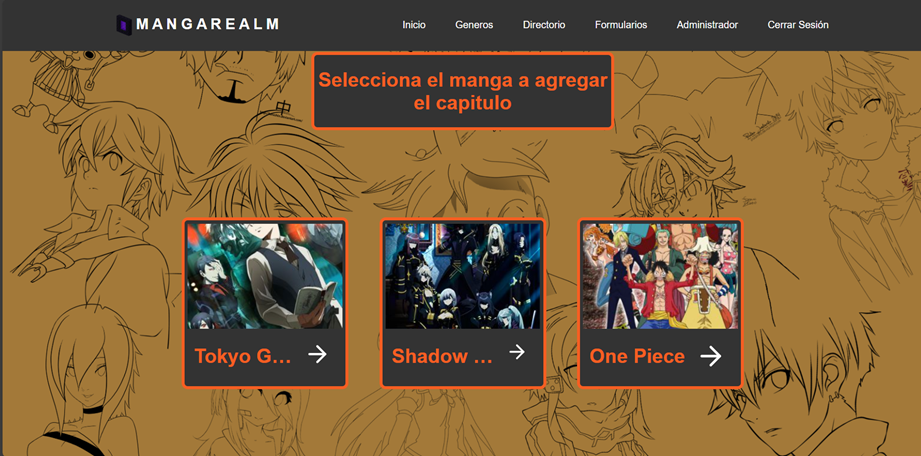 MANGAREALM
Inicio
Generos
Directorio
Formularios
Administrador
Cerrar Sesión
Selecciona el manga a agregar
el capitulo
Tokyo G...
Shadow ...
One Piece